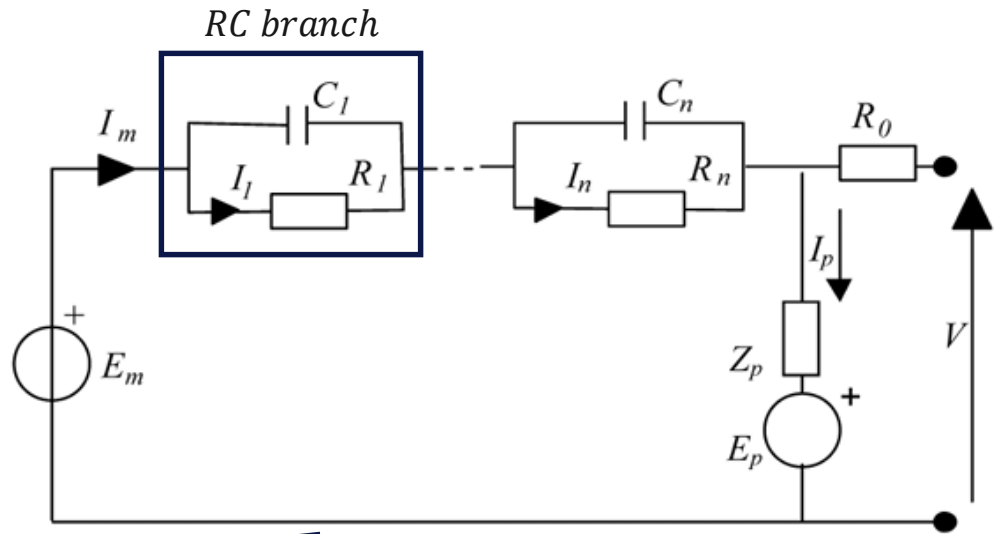 RC branch
I_m
C_1
I_1
R_1
C_n
I_n
R_n
R_0
I_p
V
+
E_m
Z_p
+
E_p